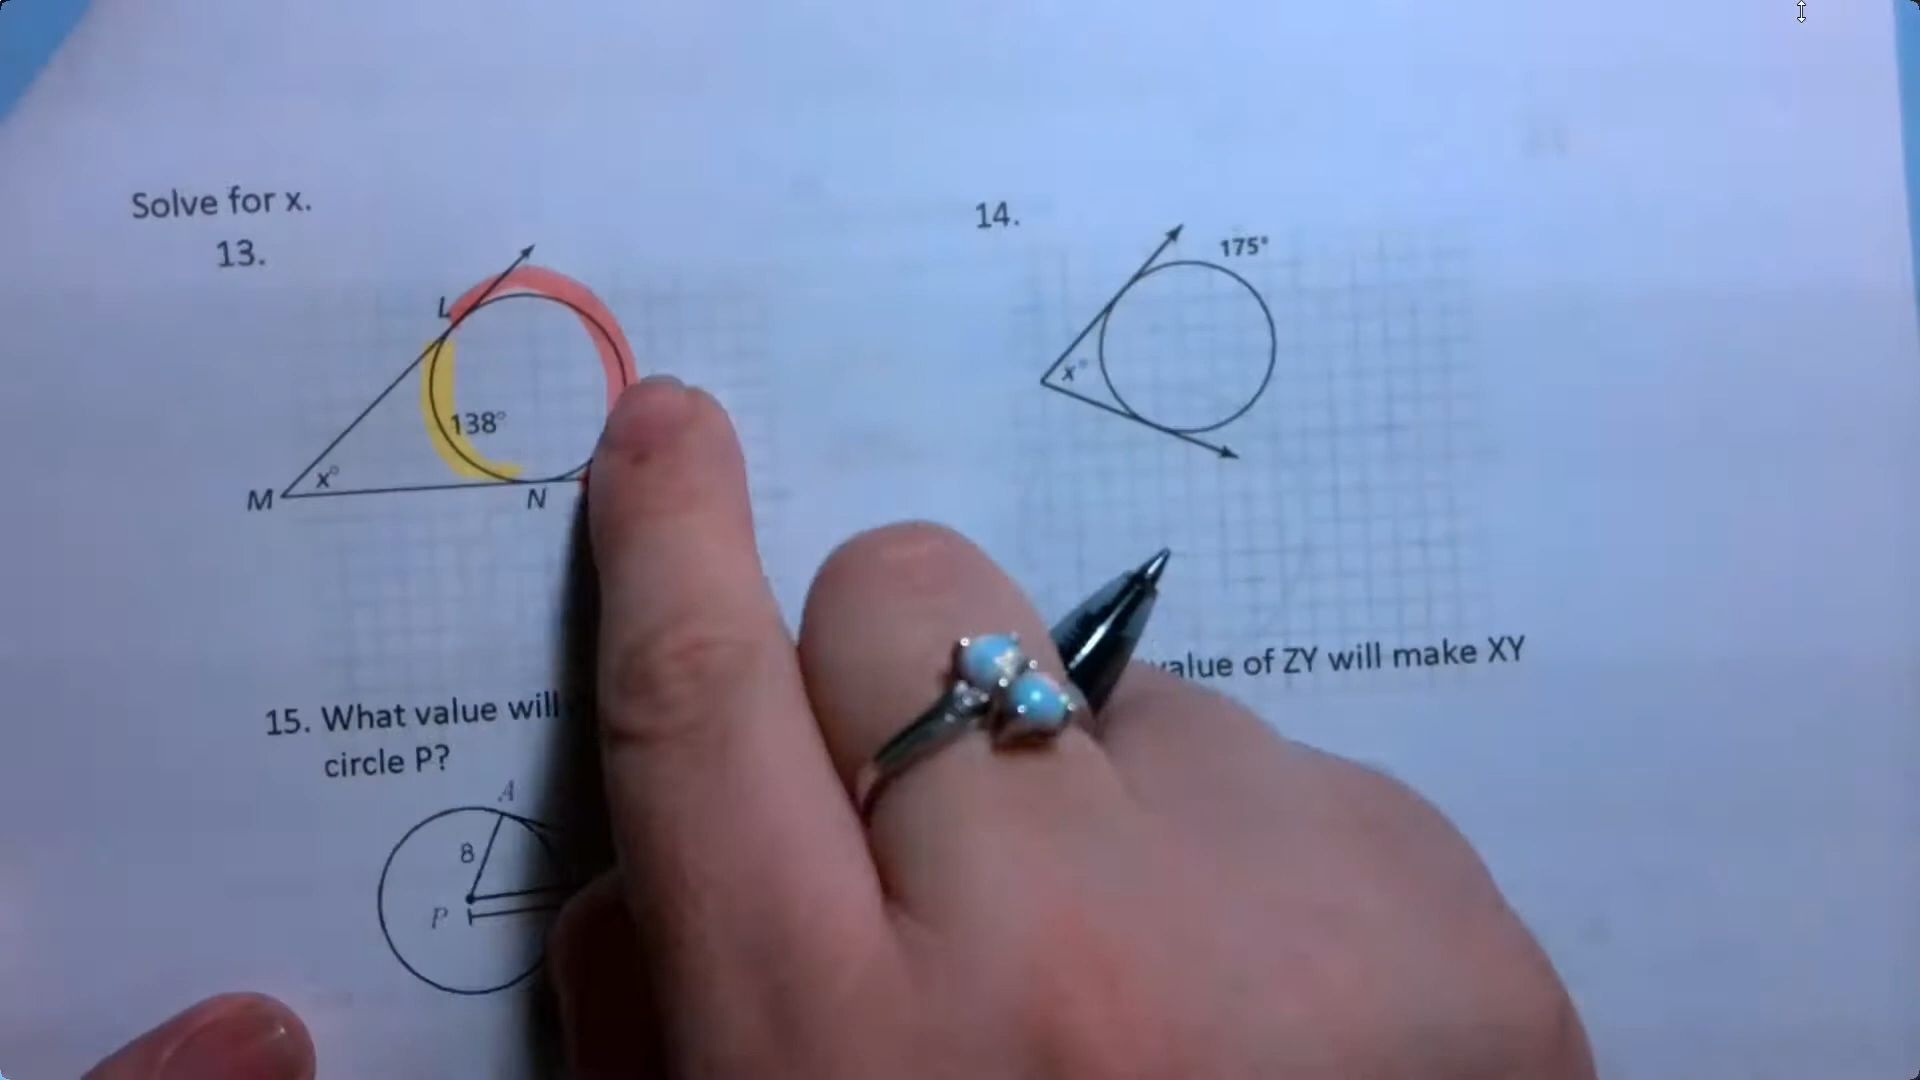 Solve for x.
13.
L
138°
x°
M
N
14.
175°
x°
15. What value will
circle P?
A
8
P
value of ZY will make XY